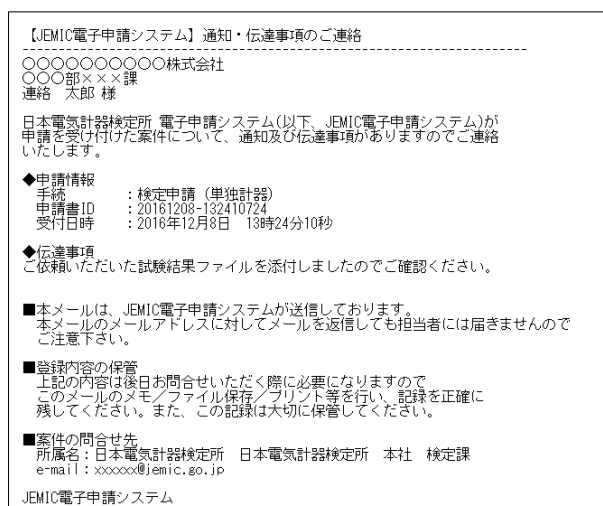 【JEMIC電子申請システム】通知・伝達事項のご連絡
------------------------------------------------------------------------
○○○○○○○○○○株式会社
○○○部×××課
連絡　太郎 様
日本電気計器検定所 電子申請システム(以下、JEMIC電子申請システム)が
申請を受け付けた案件について、通知及び伝達事項がありますのでご連絡
いたします。
◆申請情報
手続　　　：検定申請（単独計器）
申請書ID　：20161208-132410724
受付日時　：2016年12月8日　13時24分10秒
◆伝達事項
ご依頼いただいた試験結果ファイルを添付しましたのでご確認ください。
■本メールは、JEMIC電子申請システムが送信しております。
本メールのメールアドレスに対してメールを返信しても担当者には届きませんので
ご注意下さい。
■登録内容の保管
上記の内容は後日お問合せいただく際に必要になりますので
このメールのメモ／ファイル保存／プリント等を行い、記録を正確に
残してください。また、この記録は大切に保管してください。
■案件の問合せ先
所属名：日本電気計器検定所　日本電気計器検定所　本社　検定課
e-mail：xxxxxx@jemic.go.jp
JEMIC電子申請システム